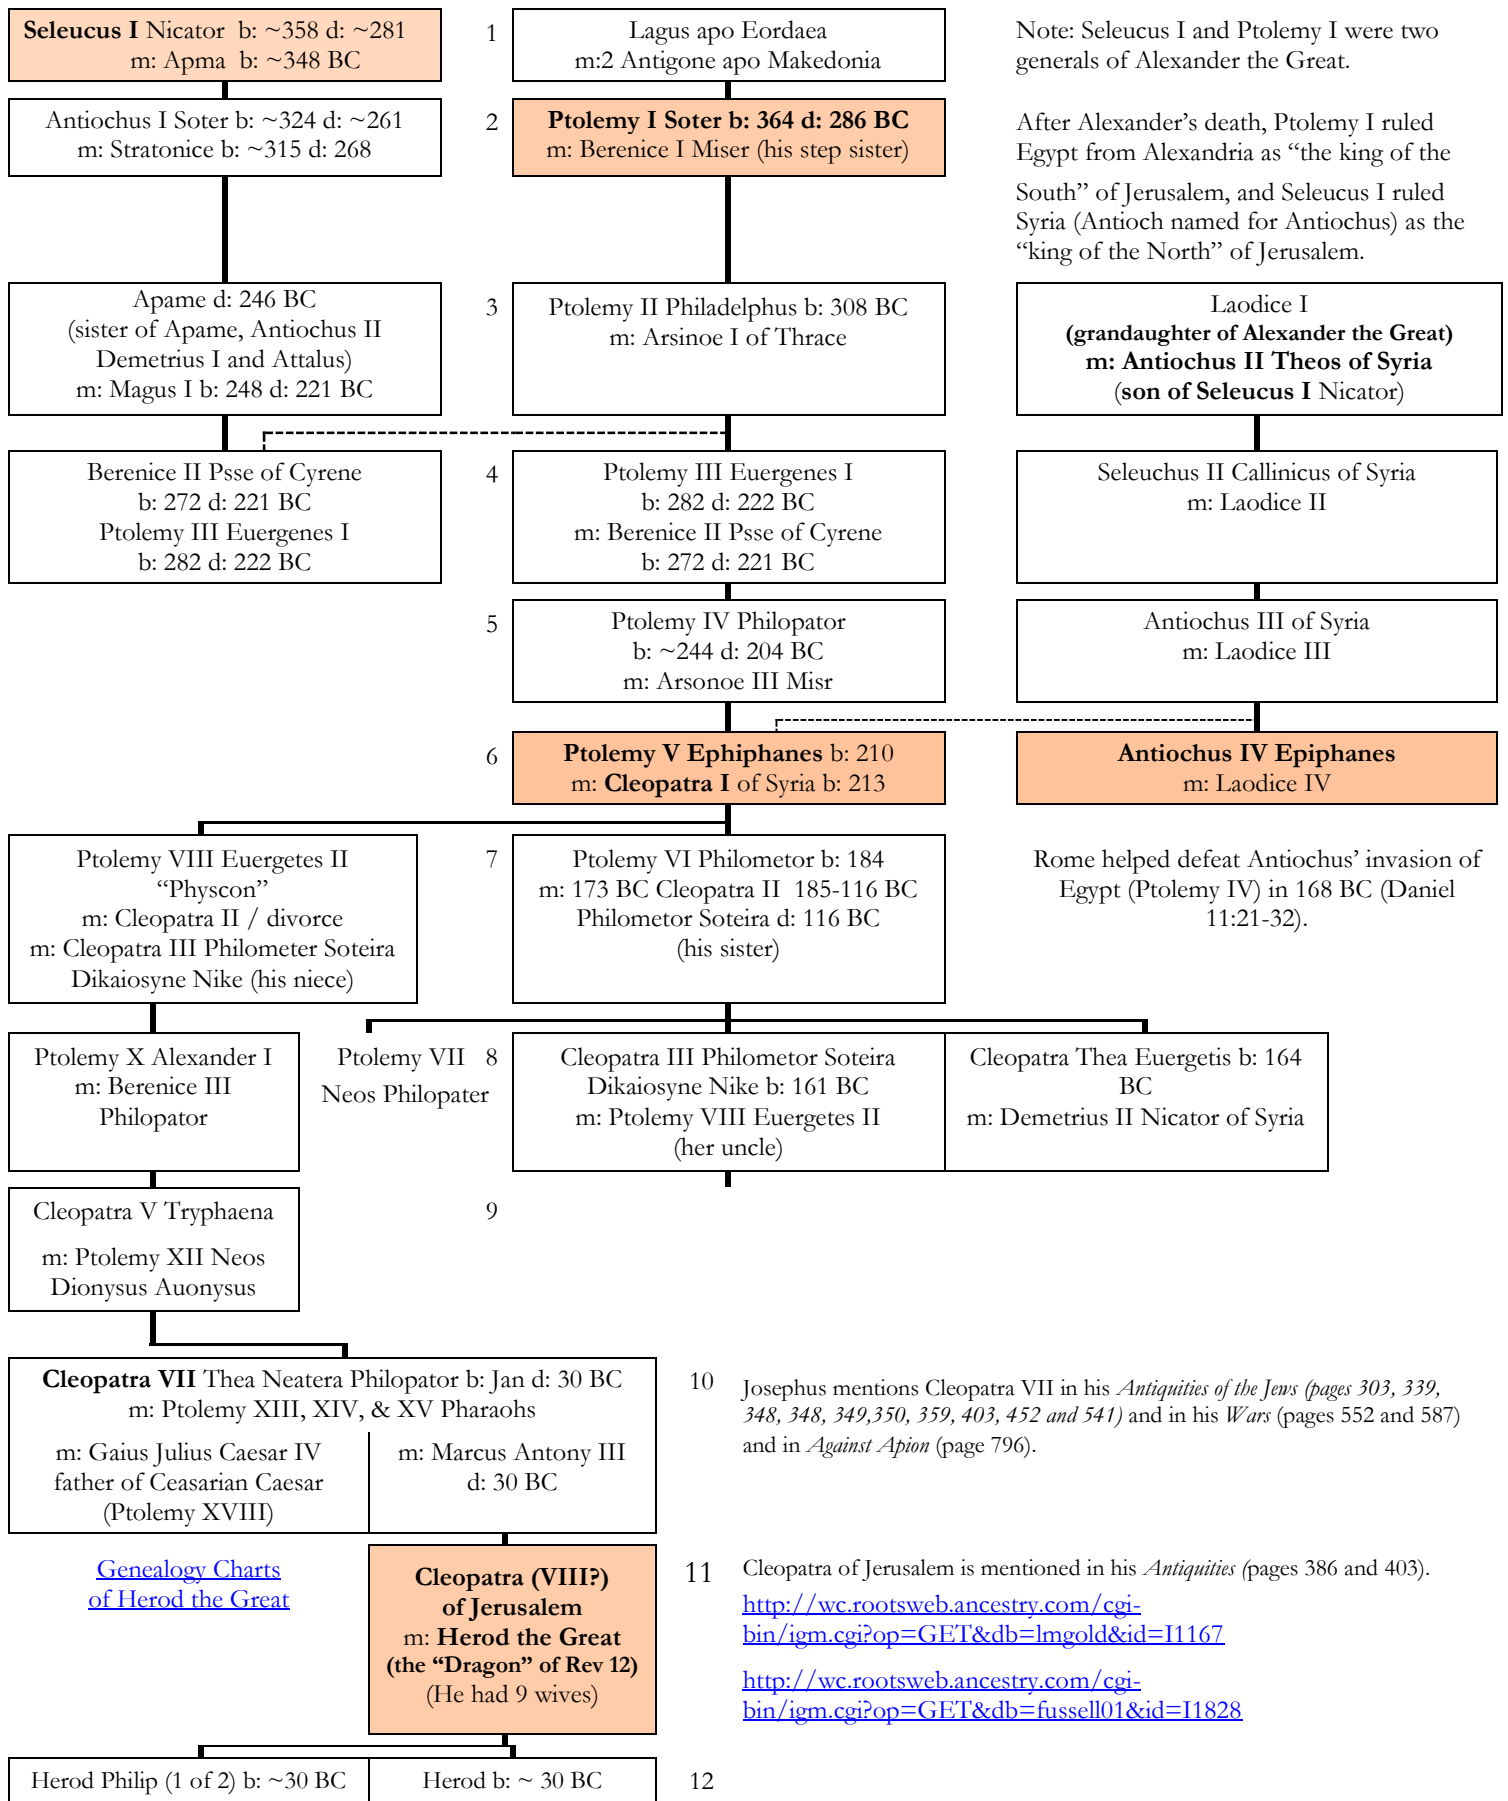 Seleucus I Nicator b: ~358 d: ~281
m: Apma b: ~348 BC
1
Lagus apo Eordaea
m:2 Antigone apo Makedonia
Note: Seleucus I and Ptolemy I were two
generals of Alexander the Great.
Antiochus I Soter b: ~324 d: ~261
m: Stratonice b: ~315 d: 268
2
Ptolemy I Soter b: 364 d: 286 BC
m: Berenice I Miser (his step sister)
After Alexander’s death, Ptolemy I ruled
Egypt from Alexandria as “the king of the
South” of Jerusalem, and Seleucus I ruled
Syria (Antioch named for Antiochus) as the
“king of the North” of Jerusalem.
Apame d: 246 BC
(sister of Apame, Antiochus II
Demetrius I and Attalus)
m: Magus I b: 248 d: 221 BC
3
Ptolemy II Philadelphus b: 308 BC
m: Arsinoe I of Thrace
Laodice I
(grandaughter of Alexander the Great)
m: Antiochus II Theos of Syria
(son of Seleucus I Nicator)
Berenice II Psse of Cyrene
b: 272 d: 221 BC
Ptolemy III Euergenes I
b: 282 d: 222 BC
4
Ptolemy III Euergenes I
b: 282 d: 222 BC
m: Berenice II Psse of Cyrene
b: 272 d: 221 BC
Seleuchus II Callinicus of Syria
m: Laodice II
5
Ptolemy IV Philopator
b: ~244 d: 204 BC
m: Arsonoe III Misr
Antiochus III of Syria
m: Laodice III
6
Ptolemy V Ephiphanes b: 210
m: Cleopatra I of Syria b: 213
Antiochus IV Epiphanes
m: Laodice IV
Ptolemy VIII Euergetes II
“Physcon”
m: Cleopatra II / divorce
m: Cleopatra III Philometer Soteira
Dikaiosyne Nike (his niece)
7
Ptolemy VI Philometor b: 184
m: 173 BC Cleopatra II 185-116 BC
Philometor Soteira d: 116 BC
(his sister)
Rome helped defeat Antiochus’ invasion of
Egypt (Ptolemy IV) in 168 BC (Daniel
11:21-32).
Ptolemy X Alexander I
m: Berenice III
Philopator
Ptolemy VII
Neos Philopater
8
Cleopatra III Philometor Soteira
Dikaiosyne Nike b: 161 BC
m: Ptolemy VIII Euergetes II
(her uncle)
Cleopatra Thea Euergetis b: 164
BC
m: Demetrius II Nicator of Syria
Cleopatra V Tryphaena
m: Ptolemy XII Neos
Dionysus Auonysus
9
Cleopatra VII Thea Neatera Philopator b: Jan d: 30 BC
m: Ptolemy XIII, XIV, & XV Pharaohs
m: Gaius Julius Caesar IV
father of Ceasarian Caesar
(Ptolemy XVIII)
m: Marcus Antony III
d: 30 BC
10
Josephus mentions Cleopatra VII in his Antiquities of the Jews (pages 303, 339,
348, 348, 349,350, 359, 403, 452 and 541) and in his Wars (pages 552 and 587)
and in Against Apion (page 796).
Genealogy Charts
of Herod the Great
Cleopatra (VIII?)
of Jerusalem
m: Herod the Great
(the “Dragon” of Rev 12)
(He had 9 wives)
11
Cleopatra of Jerusalem is mentioned in his Antiquities (pages 386 and 403).
http://wc.rootsweb.ancestry.com/cgi-
bin/igm.cgi?op=GET&db=lmgold&id=I1167
http://wc.rootsweb.ancestry.com/cgi-
bin/igm.cgi?op=GET&db=fussell01&id=I1828
Herod Philip (1 of 2) b: ~30 BC
Herod b: ~ 30 BC
12